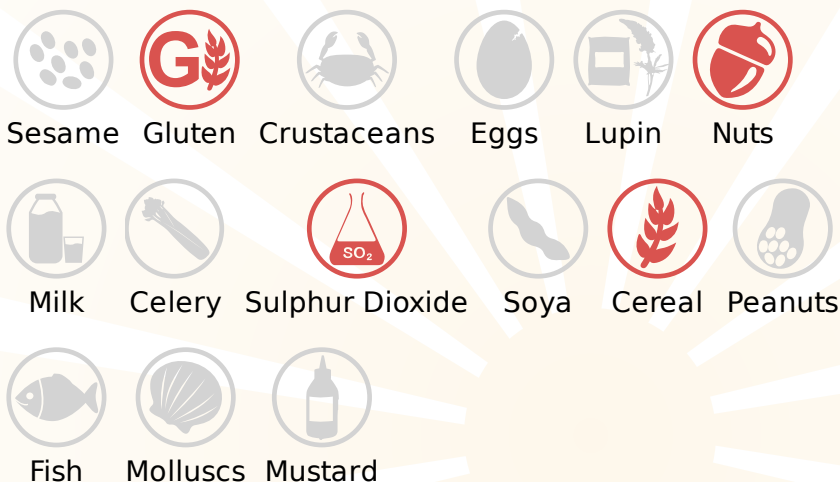 G
Sesame Gluten Crustaceans Eggs Lupin Nuts
SO₂
Milk Celery Sulphur Dioxide Soya Cereal Peanuts
Fish Molluscs Mustard